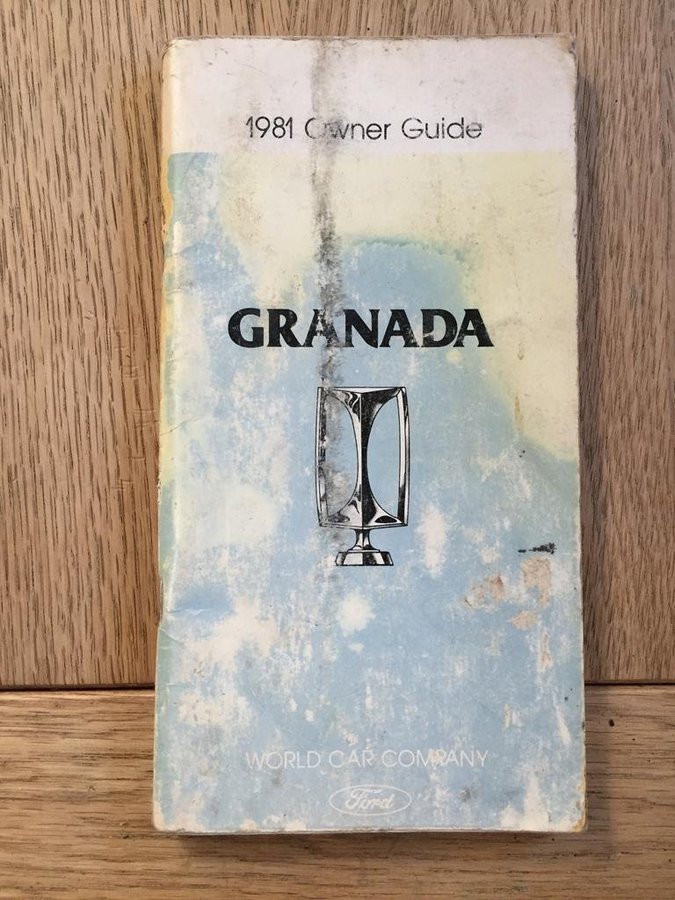 1981 Owner Guide
GRANADA
WORLD CAR COMPANY
Ford